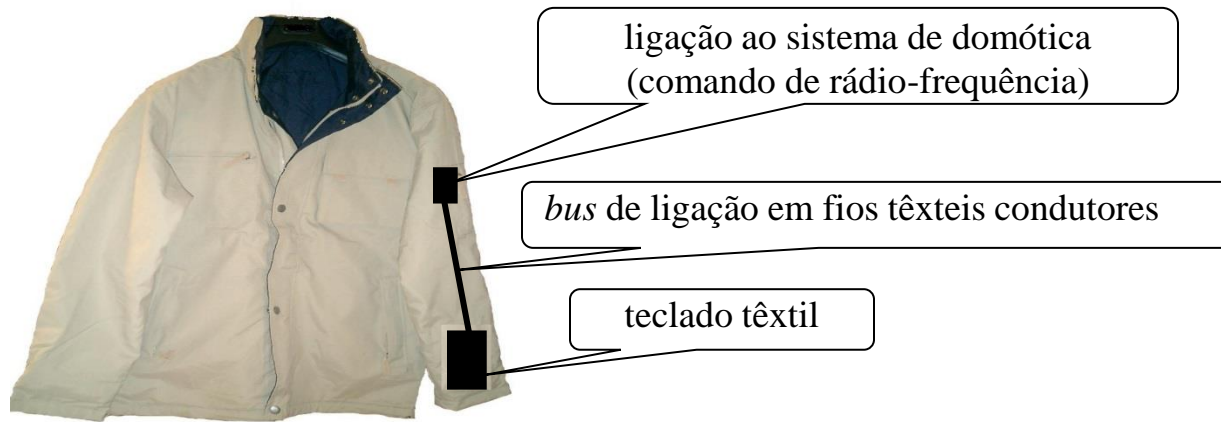 ligação ao sistema de domótica
(comando de rádio-frequência)
bus de ligação em fios têxteis condutores
teclado têxtil